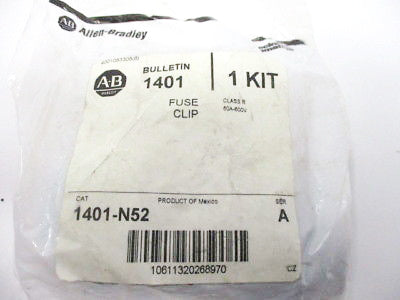 Allen-Bradley
A-B
BULLETIN
1401
1 KIT
FUSE
CLIP
CLASS R
60A-600V
CAT
PRODUCT OF Mexico
SER
1401-N52
A
10611320268970
CZ